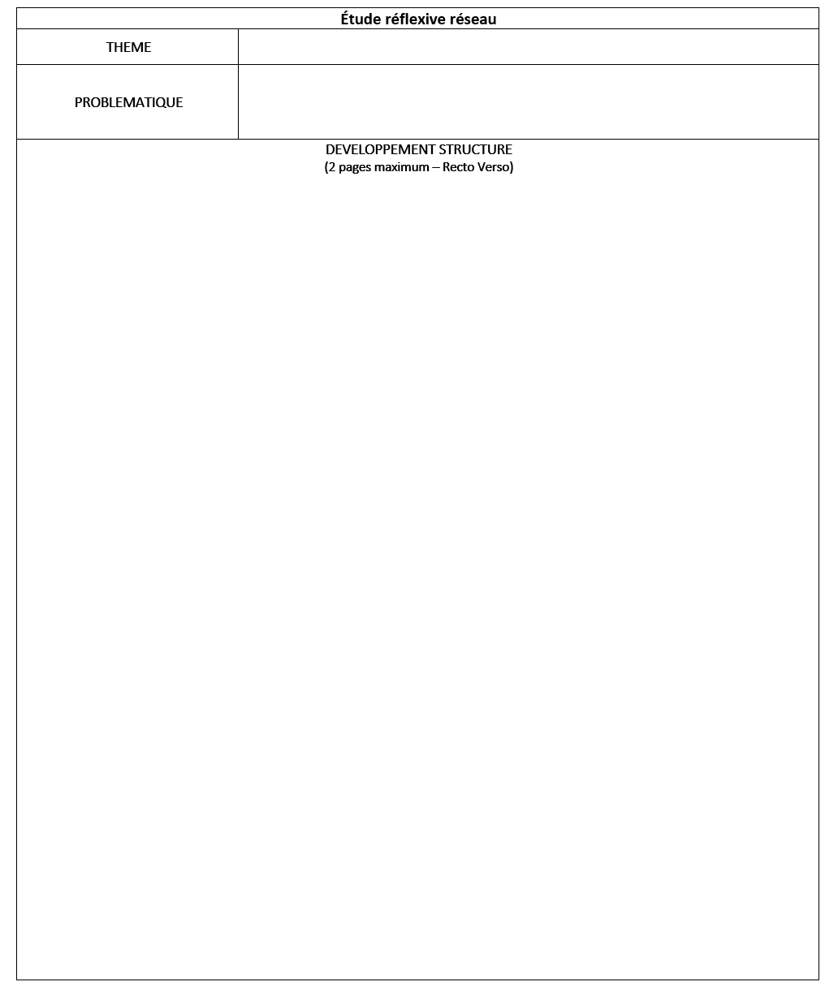 Étude réflexive réseau
THEME
PROBLEMATIQUE
DEVELOPPEMENT STRUCTURE
(2 pages maximum – Recto Verso)